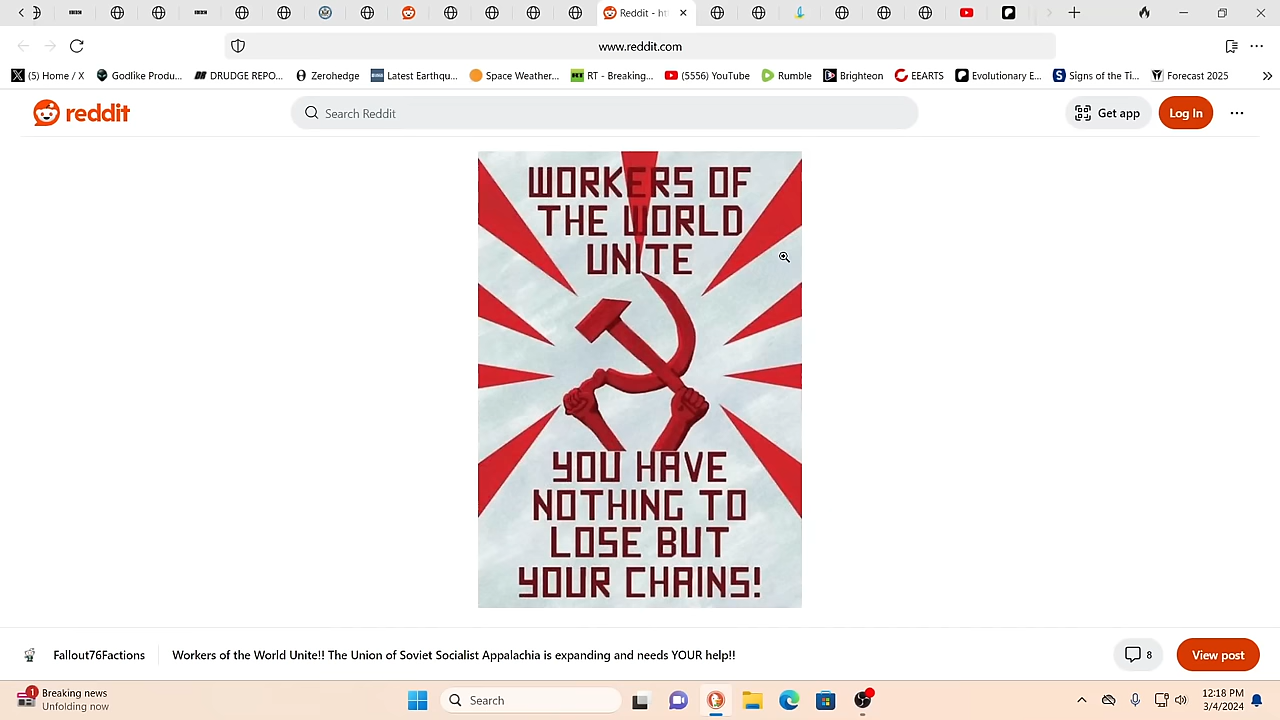 Reddit - ht
www.reddit.com
(5) Home / X
Godlike Produ...
DRUDGE REPO...
Zerohedge
Latest Earthqu...
Space Weather...
RT - Breaking...
(5556) YouTube
Rumble
Brighteon
EEARTS
Evolutionary E...
Signs of the Ti...
Forecast 2025
reddit
Search Reddit
Get app
Log In
WORKERS OF
THE WORLD
UNITE
YOU HAVE
NOTHING TO
LOSE BUT
YOUR CHAINS!
Fallout76Factions
Workers of the World Unite!! The Union of Soviet Socialist Appalachia is expanding and needs YOUR help!!
8
View post
1
Breaking news
Unfolding now
Search
12:18 PM
3/4/2024